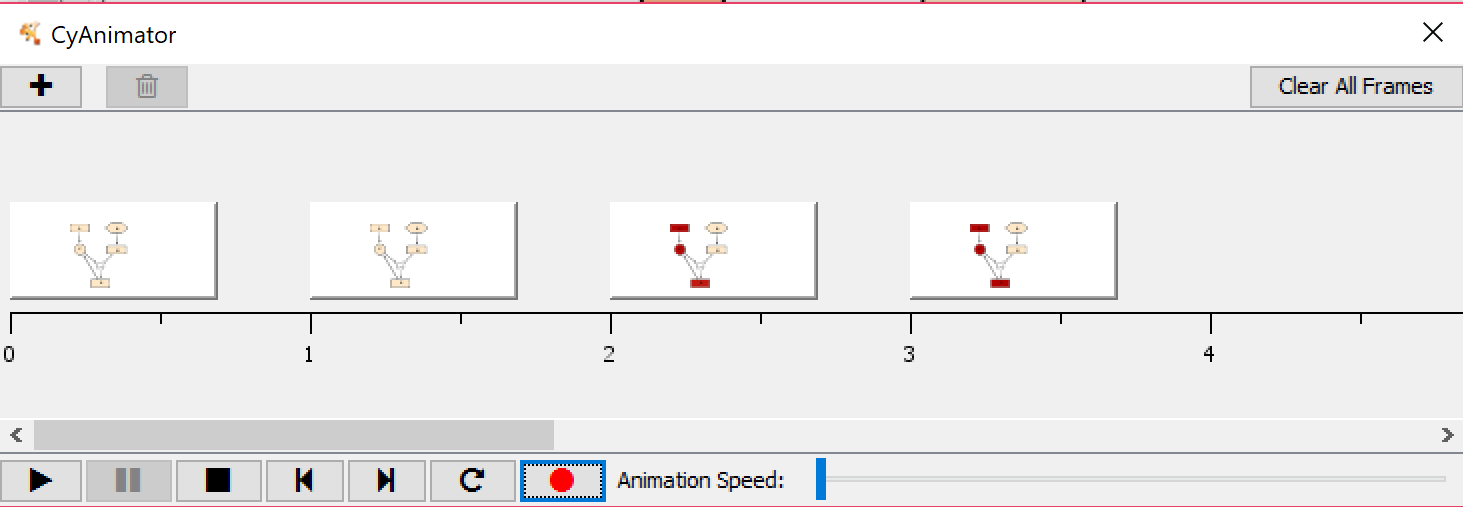 CyAnimator
Clear All Frames
0 1 2 3 4
Animation Speed: